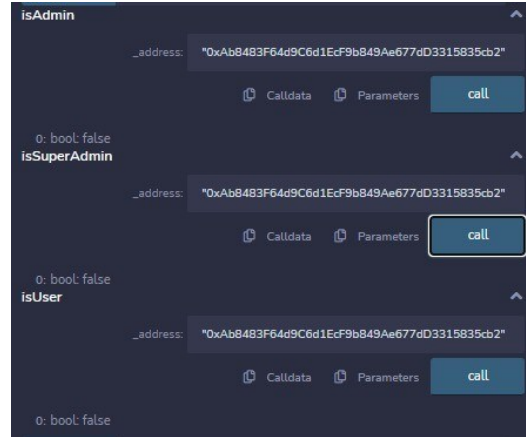 isAdmin
_address: "0xAb8483F64d9C6d1EcF9b849Ae677dD3315835cb2"
Calldata Parameters call
0: bool: false
isSuperAdmin
_address: "0xAb8483F64d9C6d1EcF9b849Ae677dD3315835cb2"
Calldata Parameters call
0: bool: false
isUser
_address: "0xAb8483F64d9C6d1EcF9b849Ae677dD3315835cb2"
Calldata Parameters call
0: bool: false